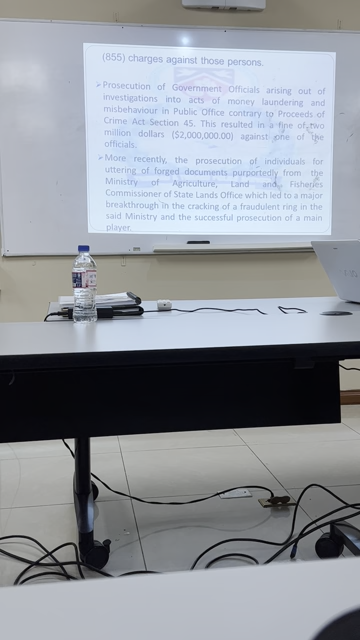 (855) charges against those persons.
➢Prosecution of Government Officials arising out of
investigations into acts of money laundering and
misbehaviour in Public Office contrary to Proceeds of
Crime Act Section 45. This resulted in a fine of two
million dollars ($2,000,000:00) against one of the
officials.
➢More recently, the prosecution of individuals for
uttering of forged documents purportedly from the
Ministry of Agriculture, Land and Fisheries
Commissioner of State Lands Office which led to a major
breakthrough in the cracking of a fraudulent ring in the
said Ministry and the successful prosecution of a main
player.